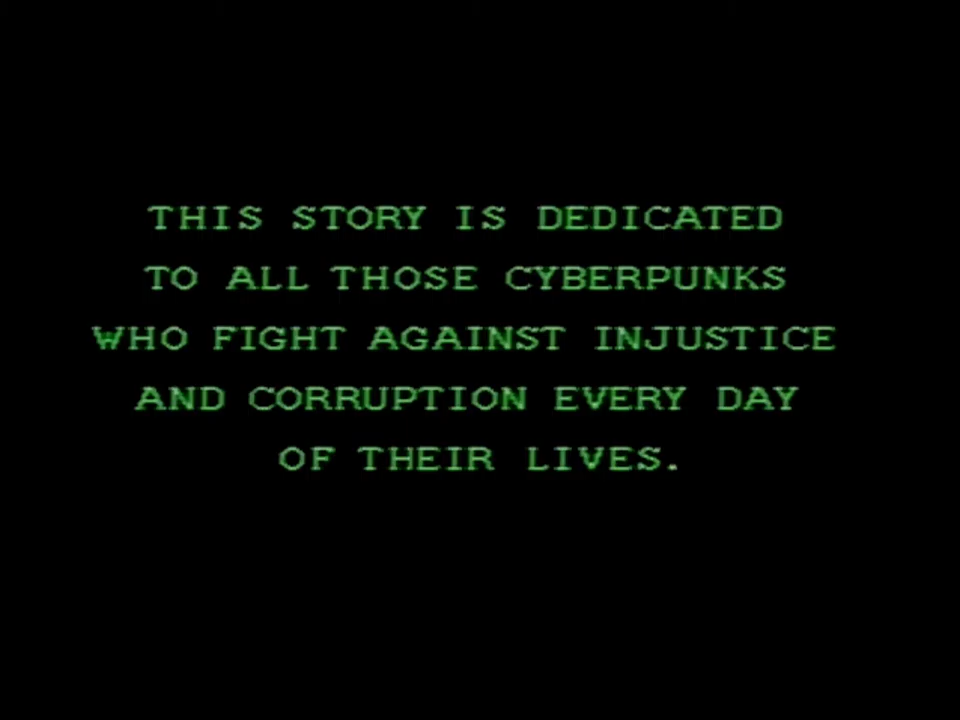 THIS STORY IS DEDICATED
TO ALL THOSE CYBERPUNKS
WHO FIGHT AGAINST INJUSTICE
AND CORRUPTION EVERY DAY
OF THEIR LIVES.